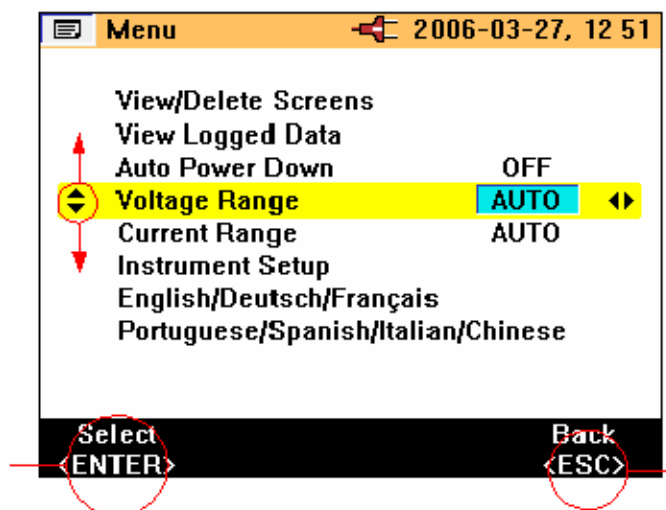 Menu 2006-03-27, 12 51
View/Delete Screens
View Logged Data
Auto Power Down OFF
Voltage Range AUTO
Current Range AUTO
Instrument Setup
English/Deutsch/Français
Portuguese/Spanish/Italian/Chinese
Select Back
<ENTER> <ESC>